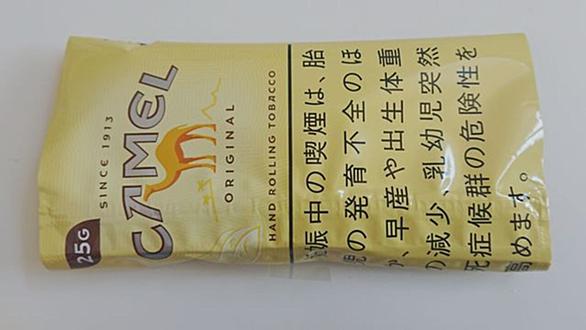 25G
SINCE 1913
CAMEL
ORIGINAL
HAND ROLLING TOBACCO
妊娠中の喫煙は、胎
児の発育不全のほ
か、早産や出生体重
の減少、乳幼児突然
死症候群の危険性を
高めます。